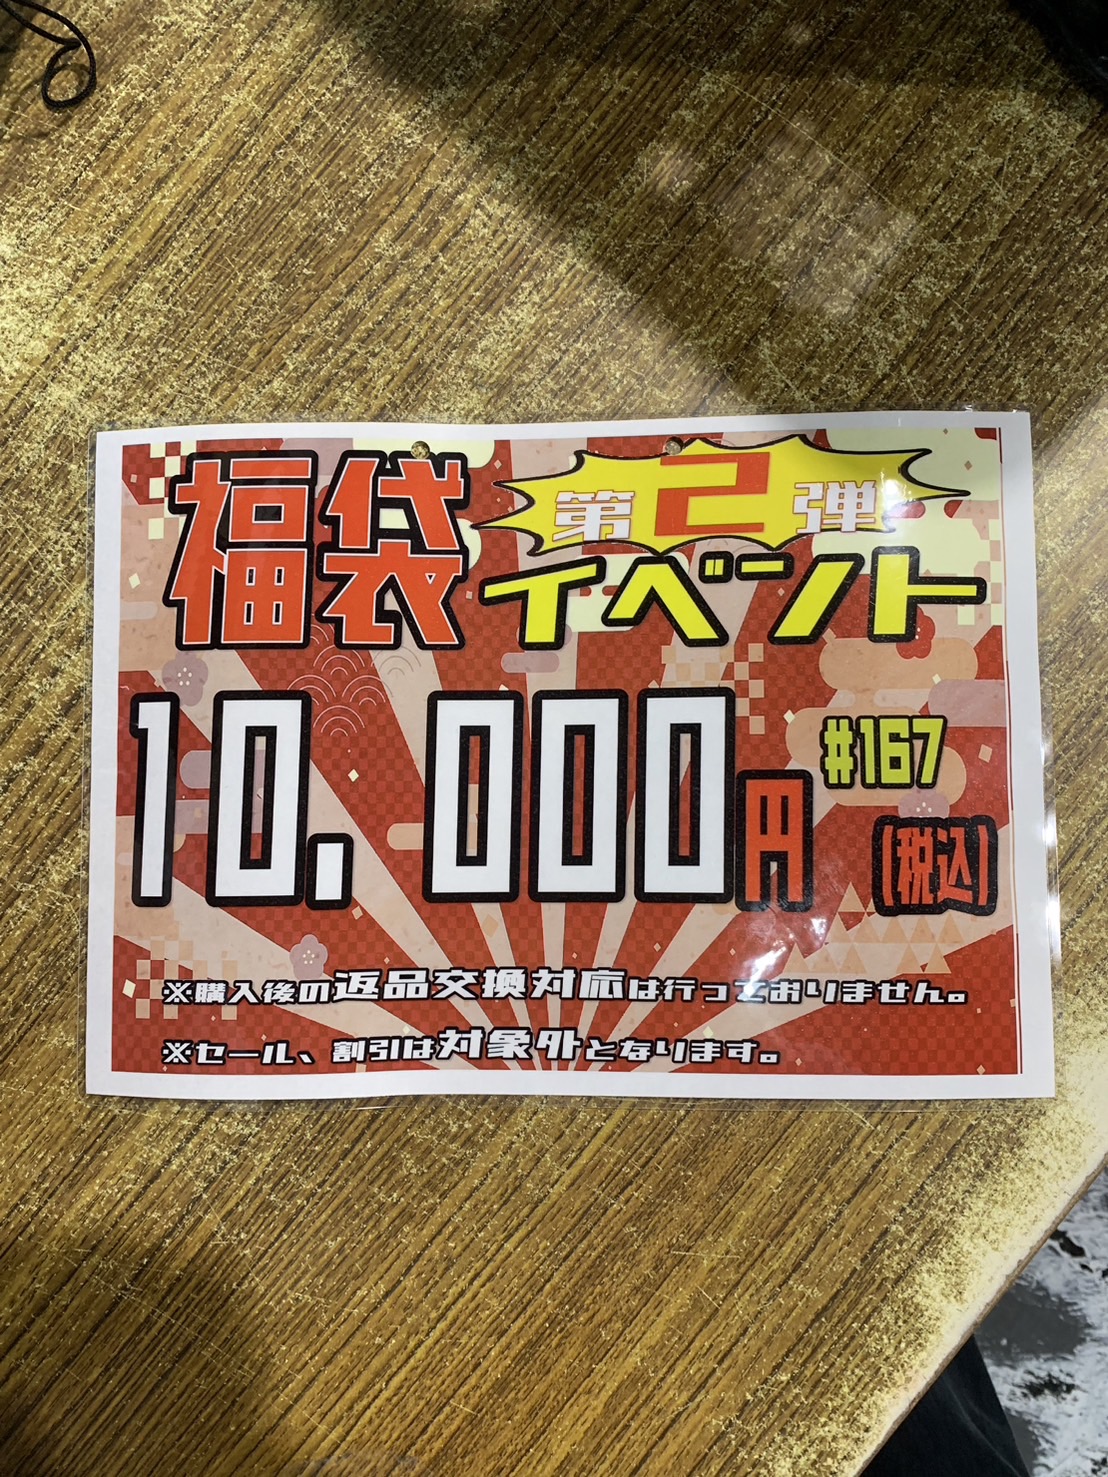 福袋 第2弾
イベント
10.000円 #167
(税込)
※購入後の返品交換対応は行っておりません。
※セール、割引は対象外となります。